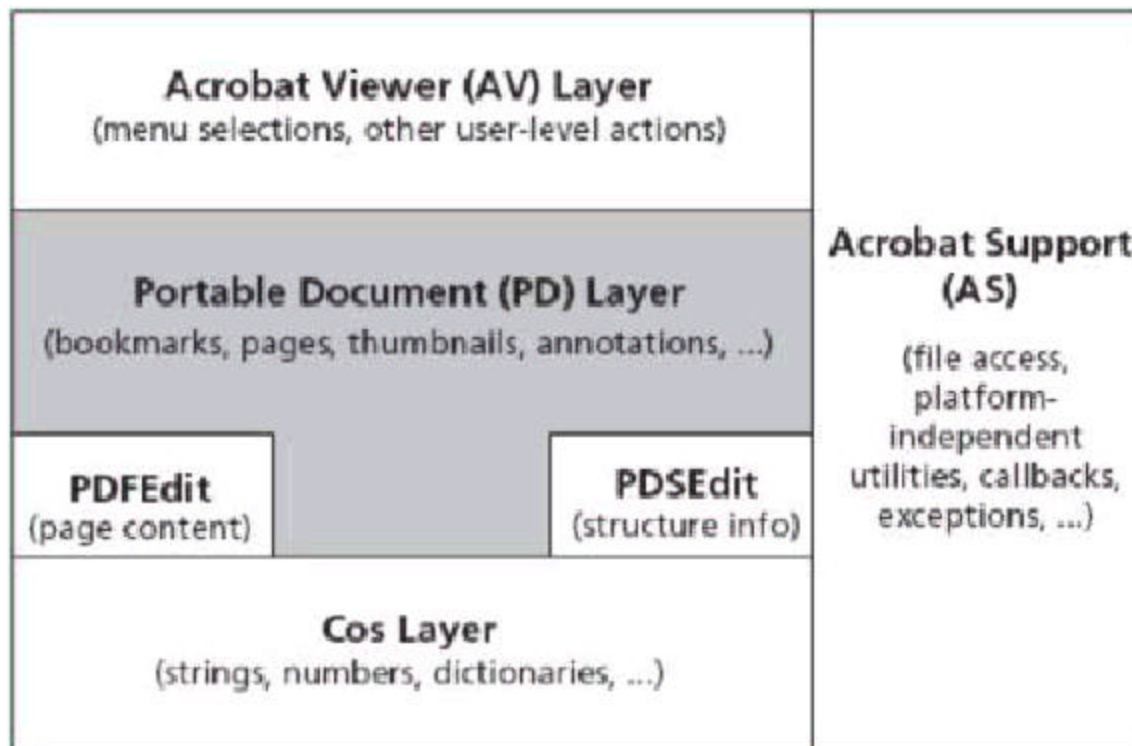 Acrobat Viewer (AV) Layer
(menu selections, other user-level actions)
Portable Document (PD) Layer
(bookmarks, pages, thumbnails, annotations, ...)
PDFEdit
(page content)
PDSEdit
(structure info)
Cos Layer
(strings, numbers, dictionaries, ...)
Acrobat Support
(AS)
(file access,
platform-
independent
utilities, callbacks,
exceptions, ...)